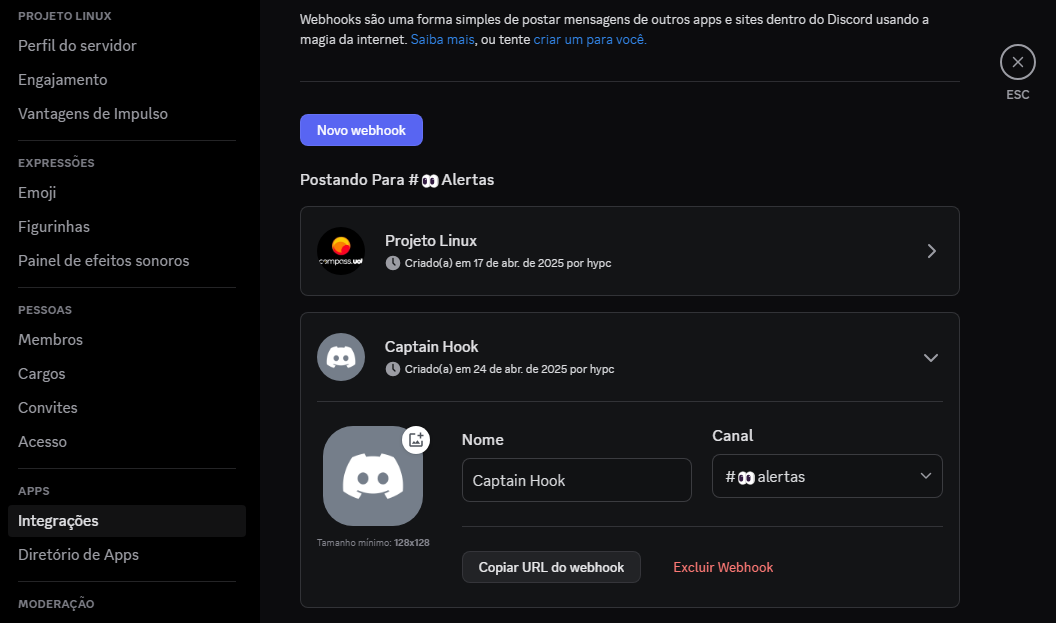 PROJETO LINUX
Perfil do servidor
Engajamento
Vantagens de Impulso
EXPRESSÕES
Emoji
Figurinhas
Painel de efeitos sonoros
PESSOAS
Membros
Cargos
Convites
Acesso
APPS
Integrações
Diretório de Apps
MODERAÇÃO
Webhooks são uma forma simples de postar mensagens de outros apps e sites dentro do Discord usando a
magia da internet. Saiba mais, ou tente criar um para você.
ESC
Novo webhook
Postando Para # 👀 Alertas
compass.uol
Projeto Linux
Criado(a) em 17 de abr. de 2025 por hypc
Captain Hook
Criado(a) em 24 de abr. de 2025 por hypc
Tamanho mínimo: 128x128
Nome
Captain Hook
Canal
# 👀 alertas
Copiar URL do webhook
Excluir Webhook